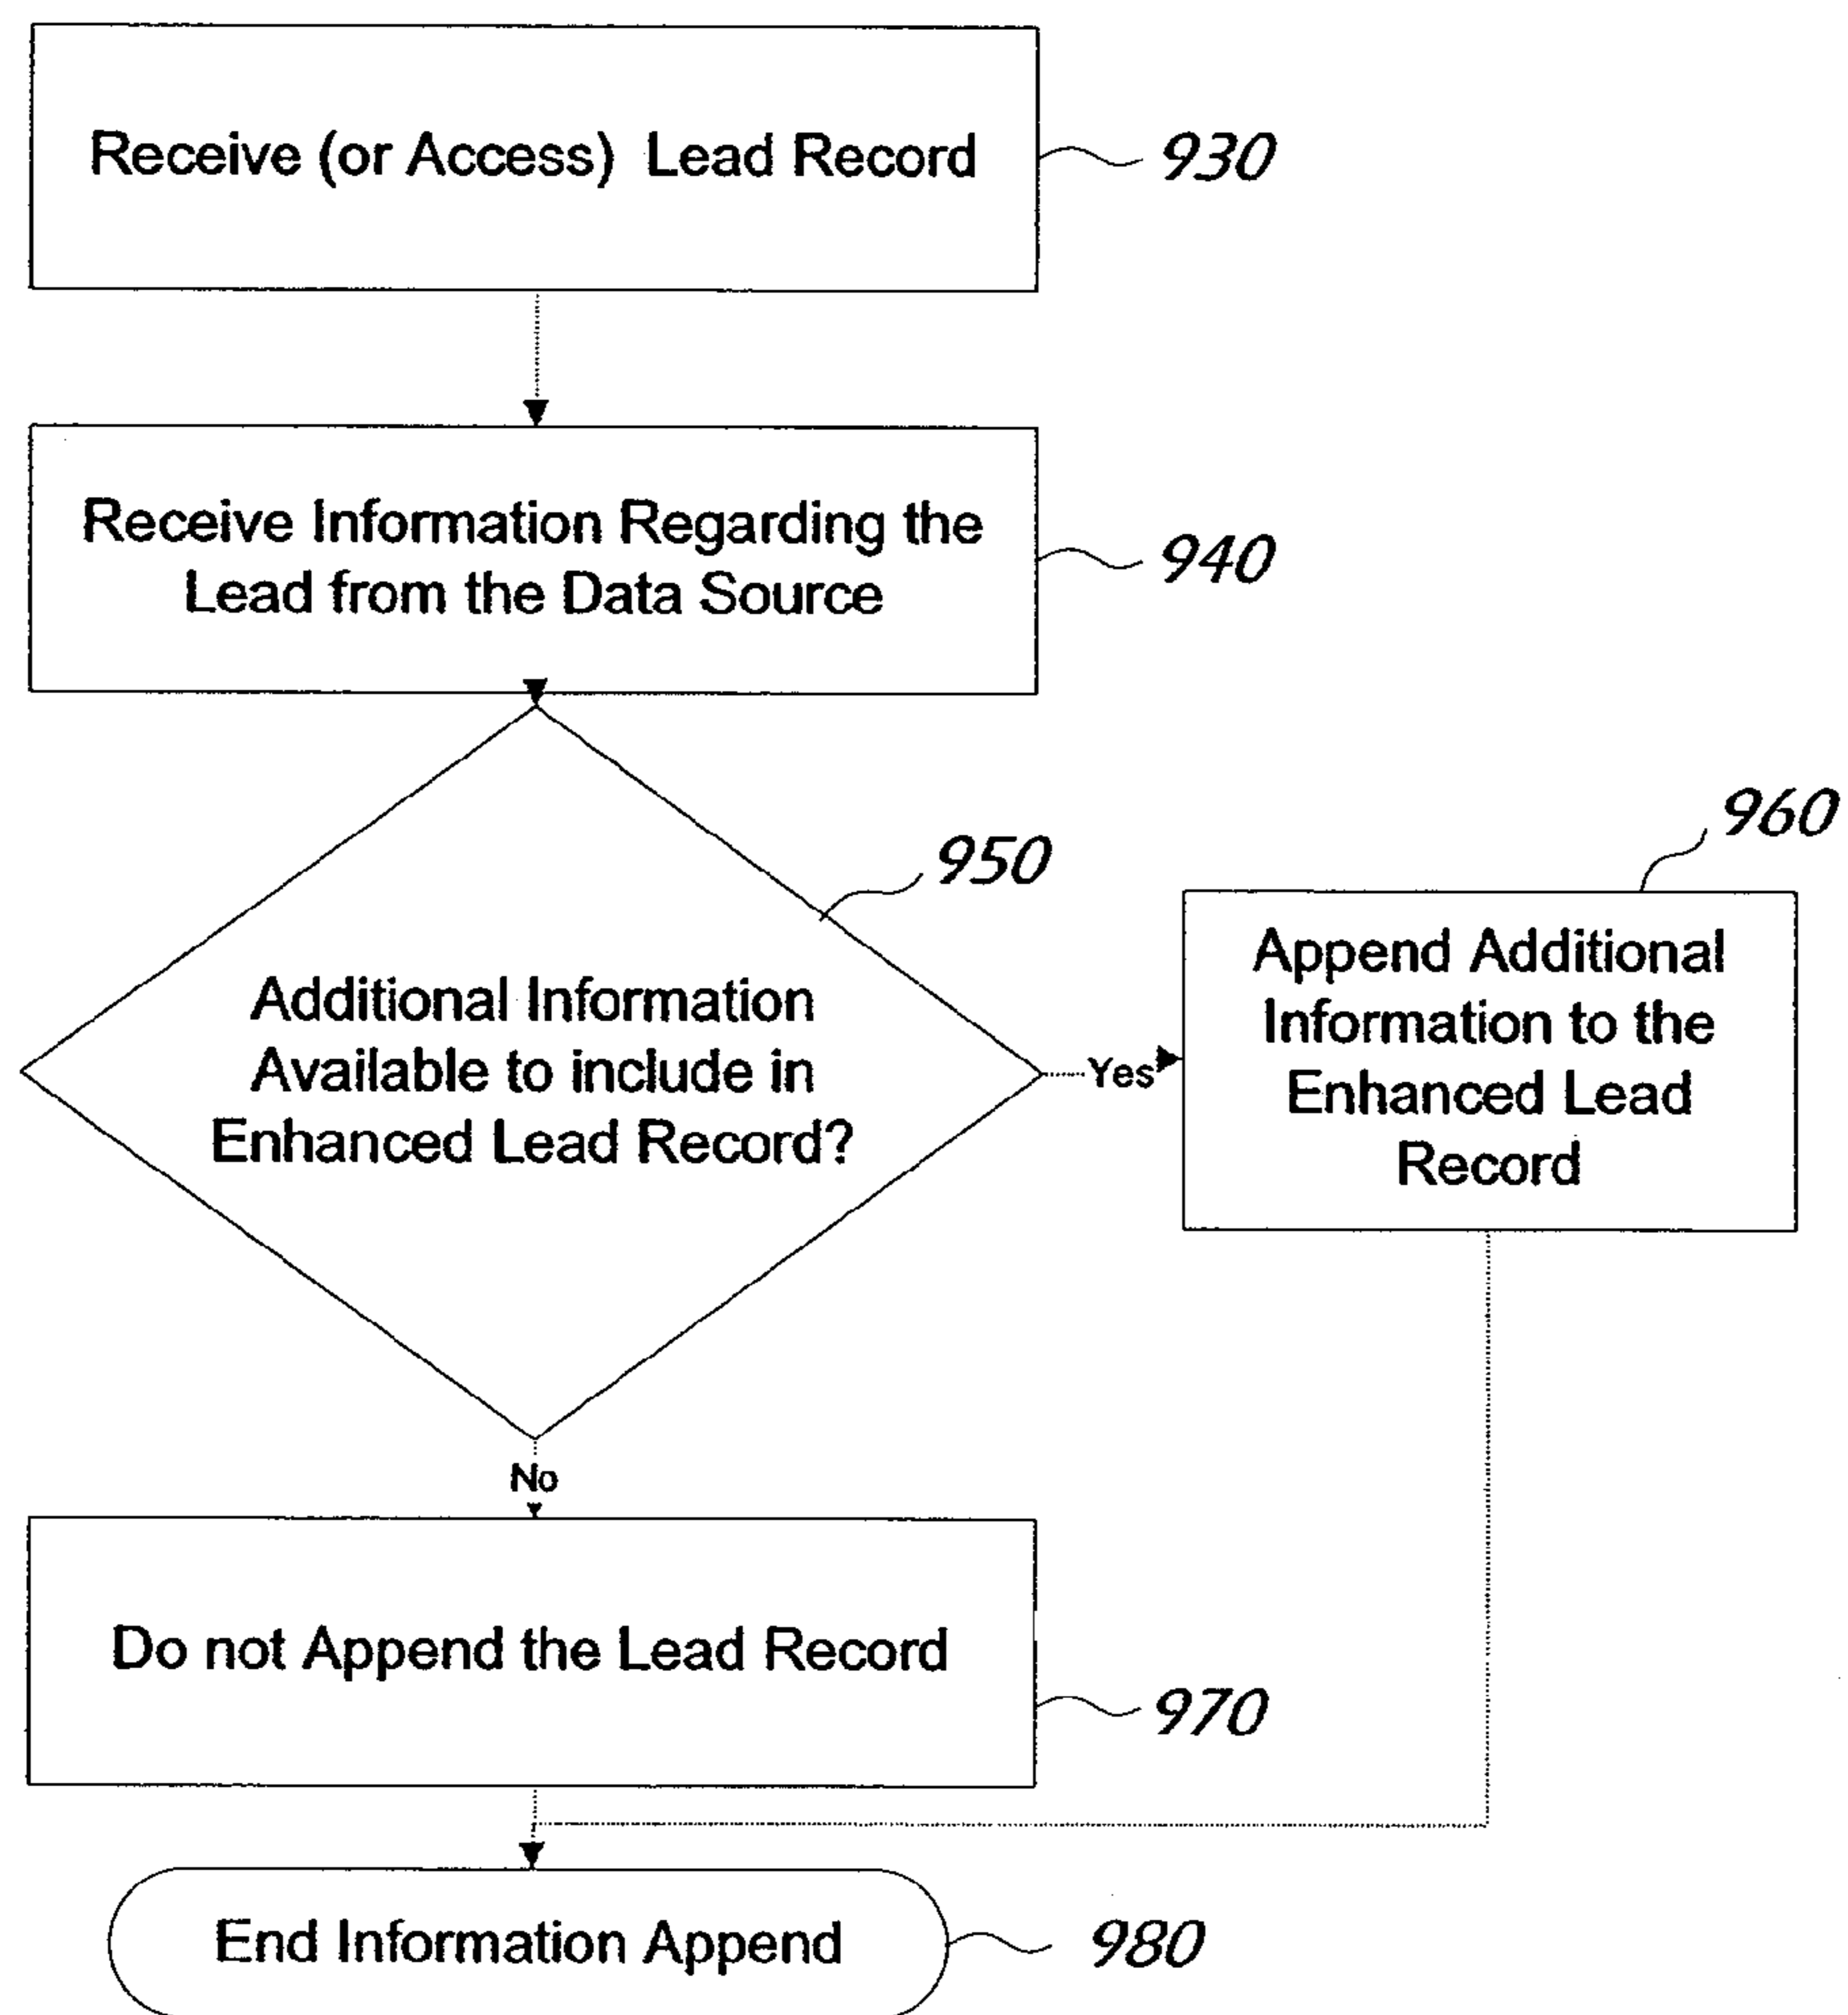 Receive (or Access) Lead Record
930
Receive Information Regarding the
Lead from the Data Source
940
950
Additional Information
Available to include in
Enhanced Lead Record?
Yes
960
Append Additional
Information to the
Enhanced Lead
Record
No
Do not Append the Lead Record
970
End Information Append
980